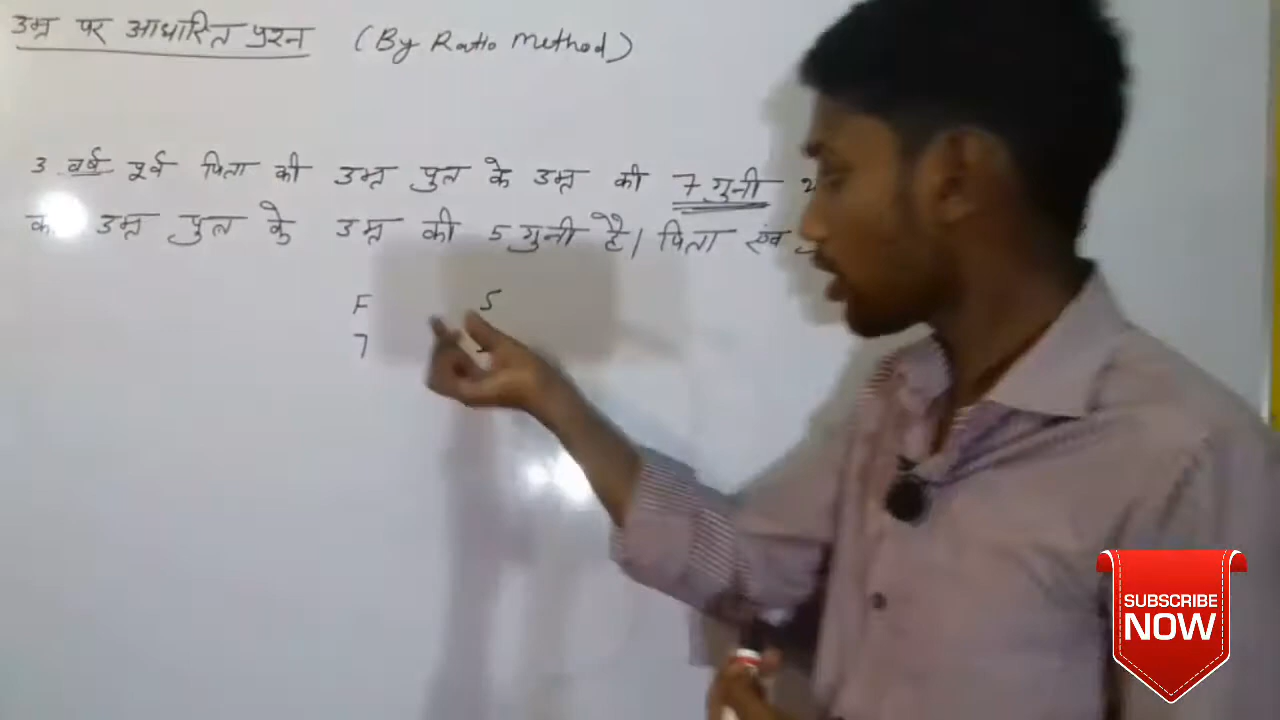 उम्र पर आधारित प्रश्न (By Ratio Method)
3 वर्ष पूर्व पिता की उम्र पुत्र के उम्र की 7 गुनी
उम्र पुत्र के उम्र की 5 गुनी है। पिता एवं
F S
7
SUBSCRIBE
NOW